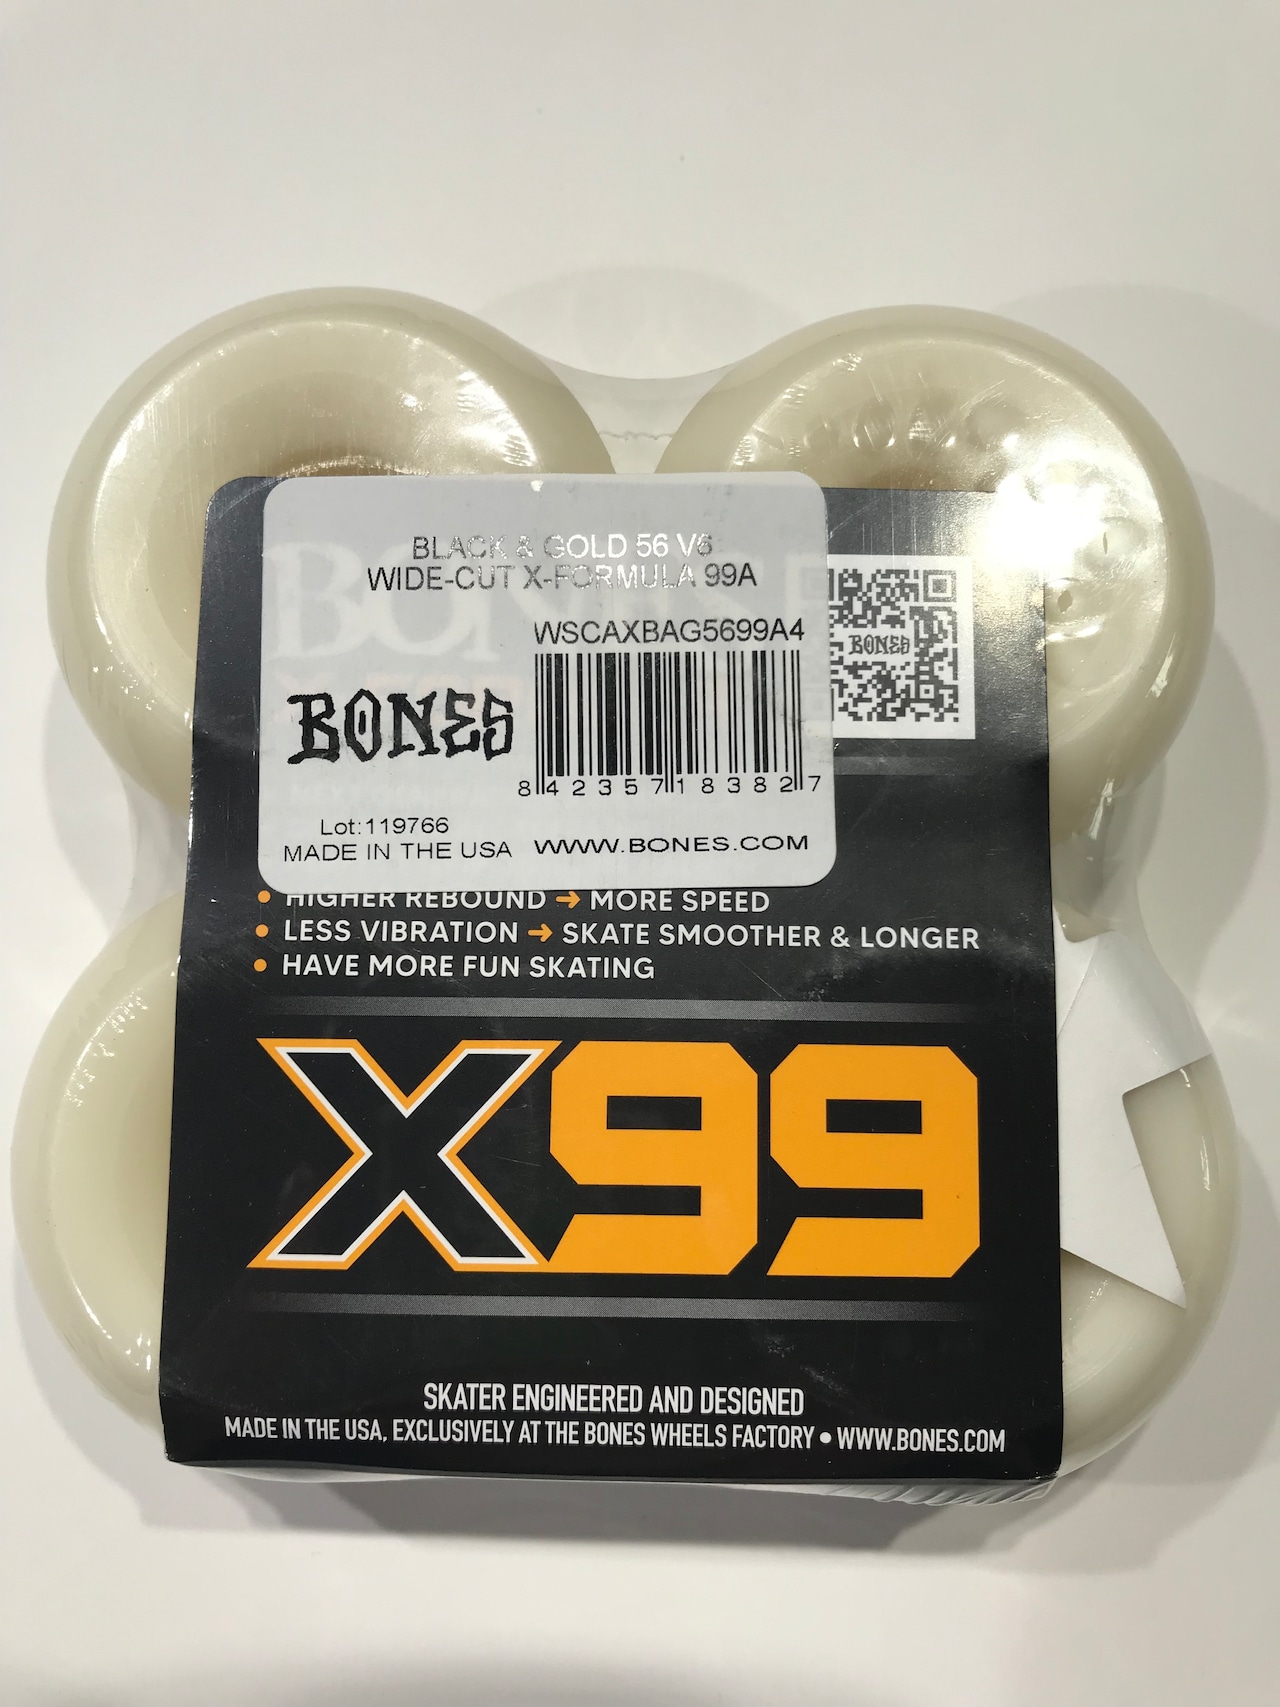 BLACK & GOLD 56 V6
WIDE-CUT X-FORMULA 99A
WSCAXBAG5699A4
BONES
BONES
8 42357 18382 7
Lot:119766
MADE IN THE USA
WWW.BONES.COM
• HIGHER REBOUND → MORE SPEED
• LESS VIBRATION → SKATE SMOOTHER & LONGER
• HAVE MORE FUN SKATING
X99
SKATER ENGINEERED AND DESIGNED
MADE IN THE USA, EXCLUSIVELY AT THE BONES WHEELS FACTORY • WWW.BONES.COM